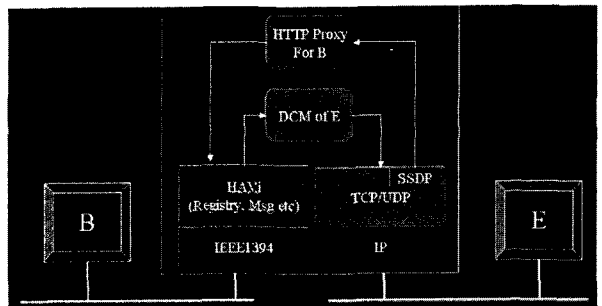 HTTP Proxy
For B
DCM of E
SSDP
HAVi
(Registry, Msg etc)
TCP/UDP
B
E
IEEE1394
IP